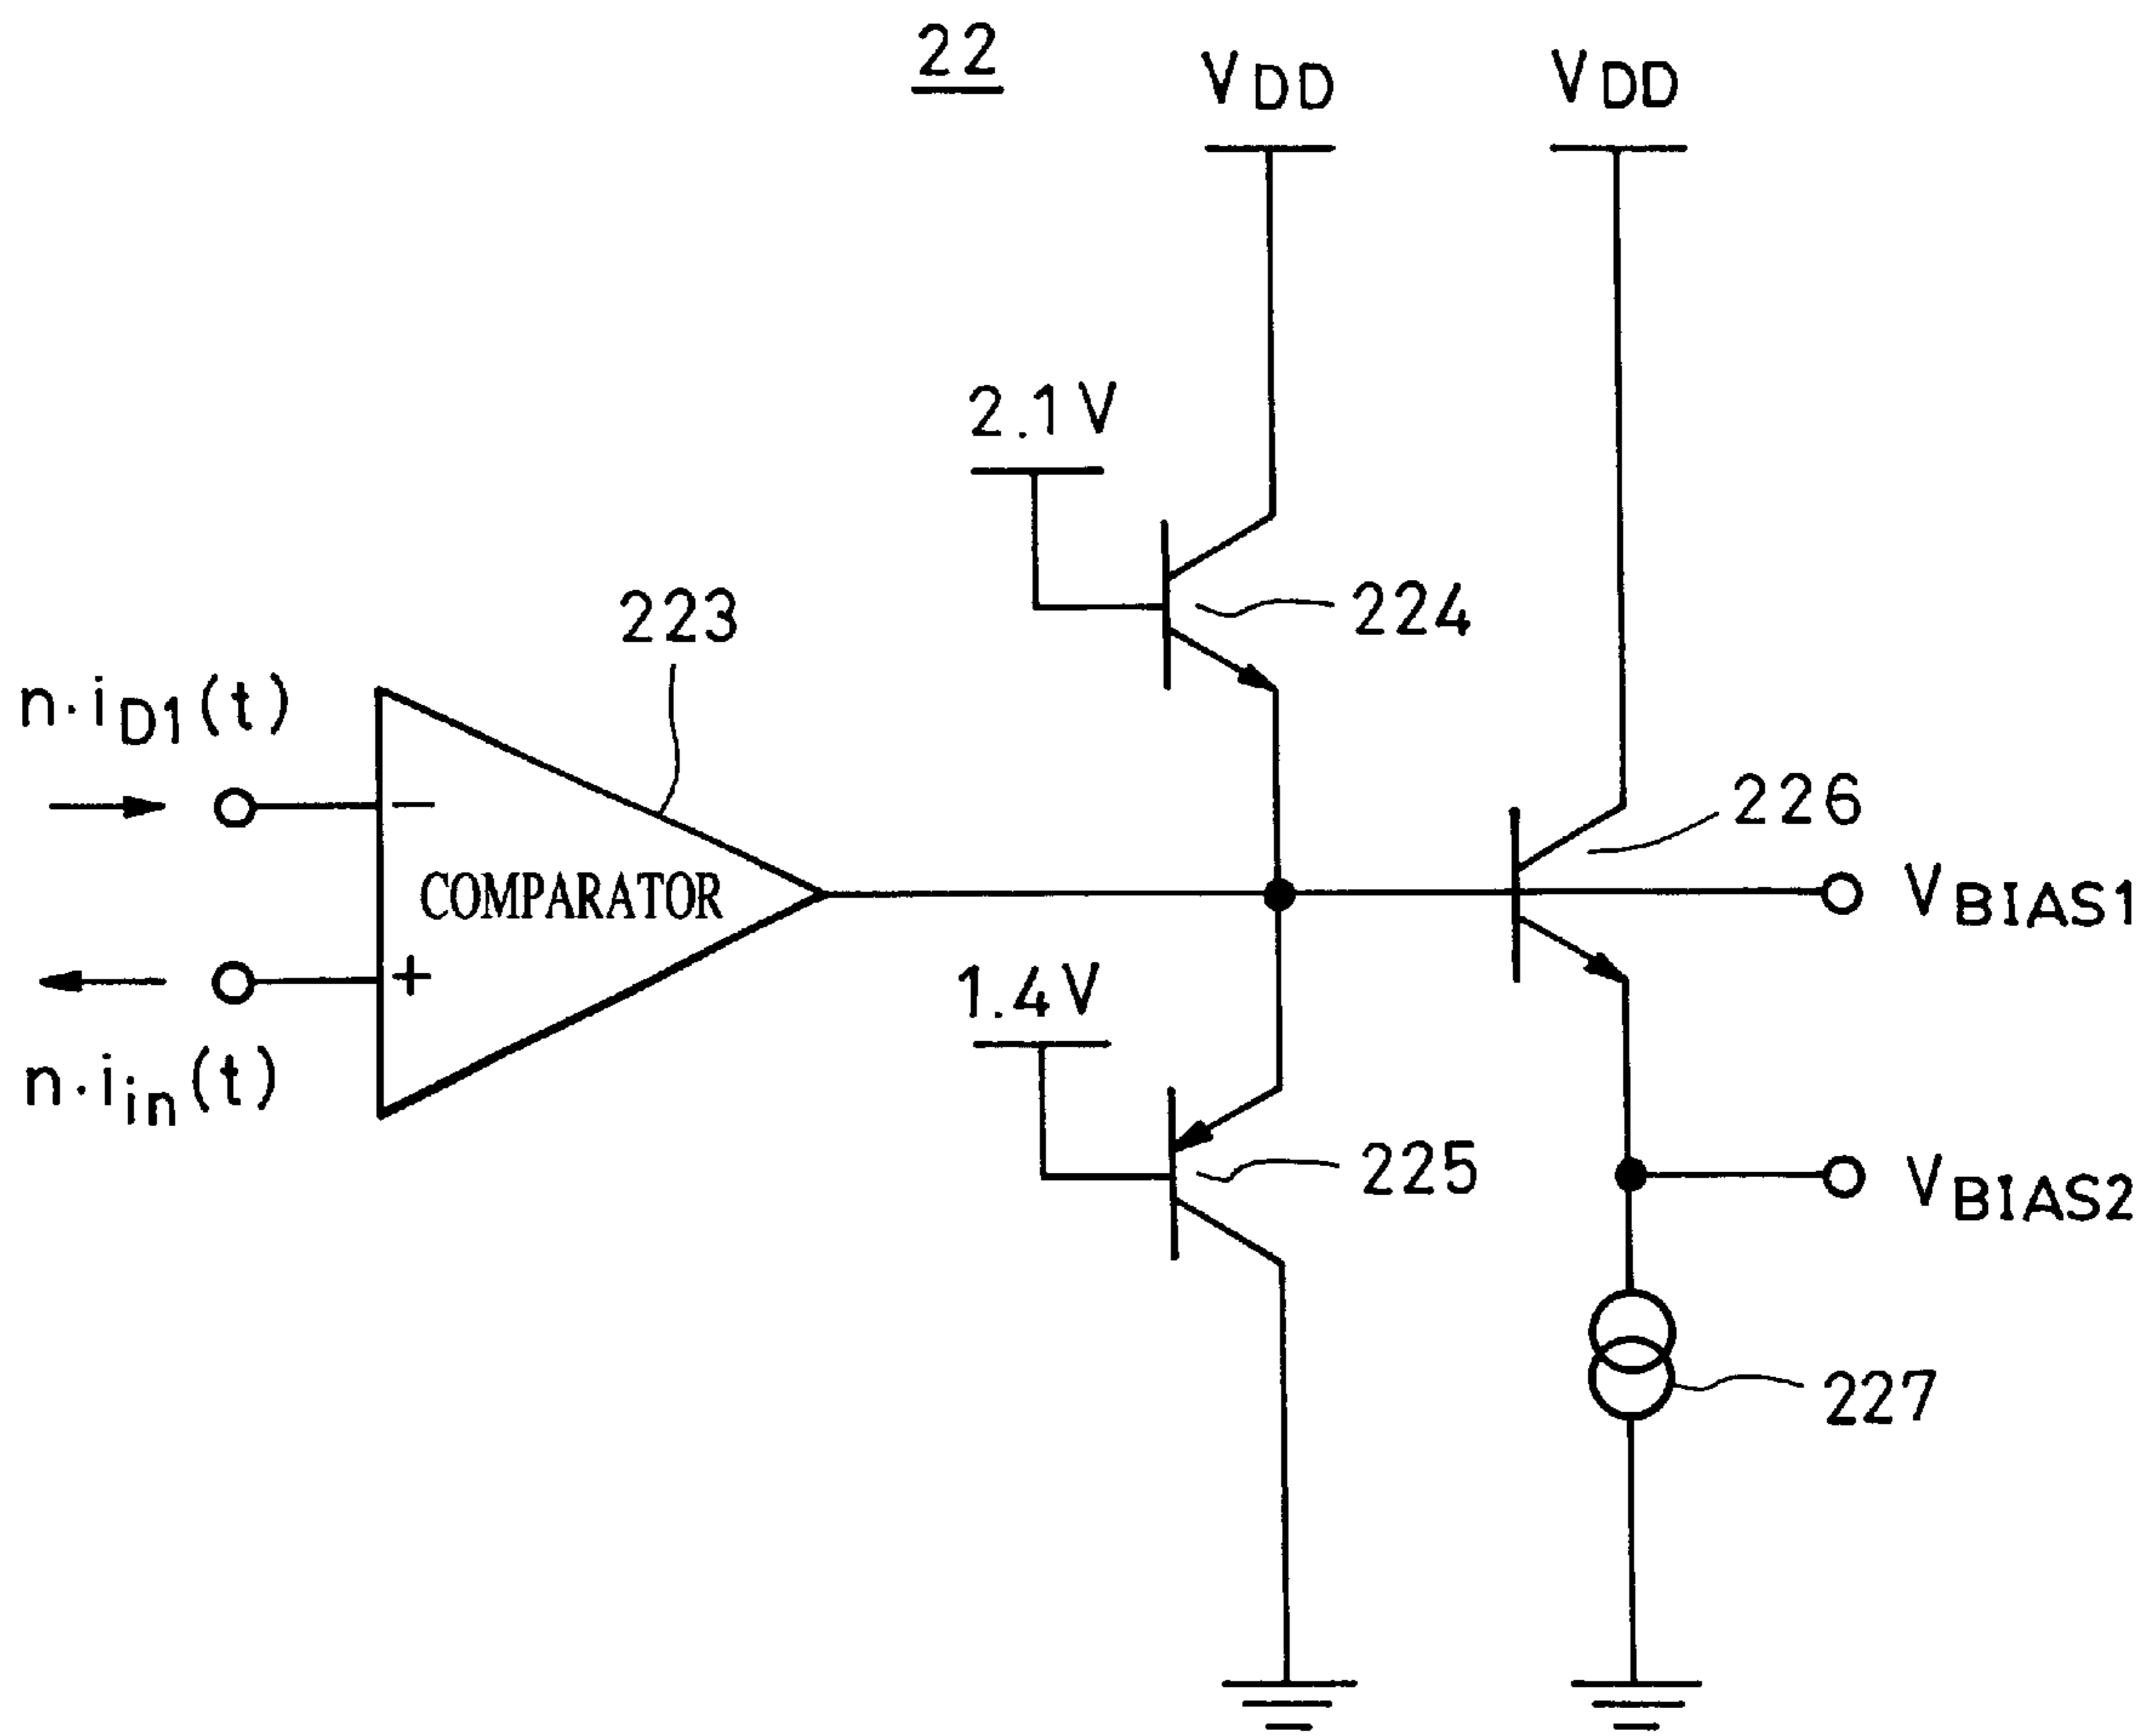 22
VDD
VDD
2.1V
224
223
n·iD1(t)
−
226
COMPARATOR
VBIAS1
+
1.4V
n·iin(t)
225
VBIAS2
227